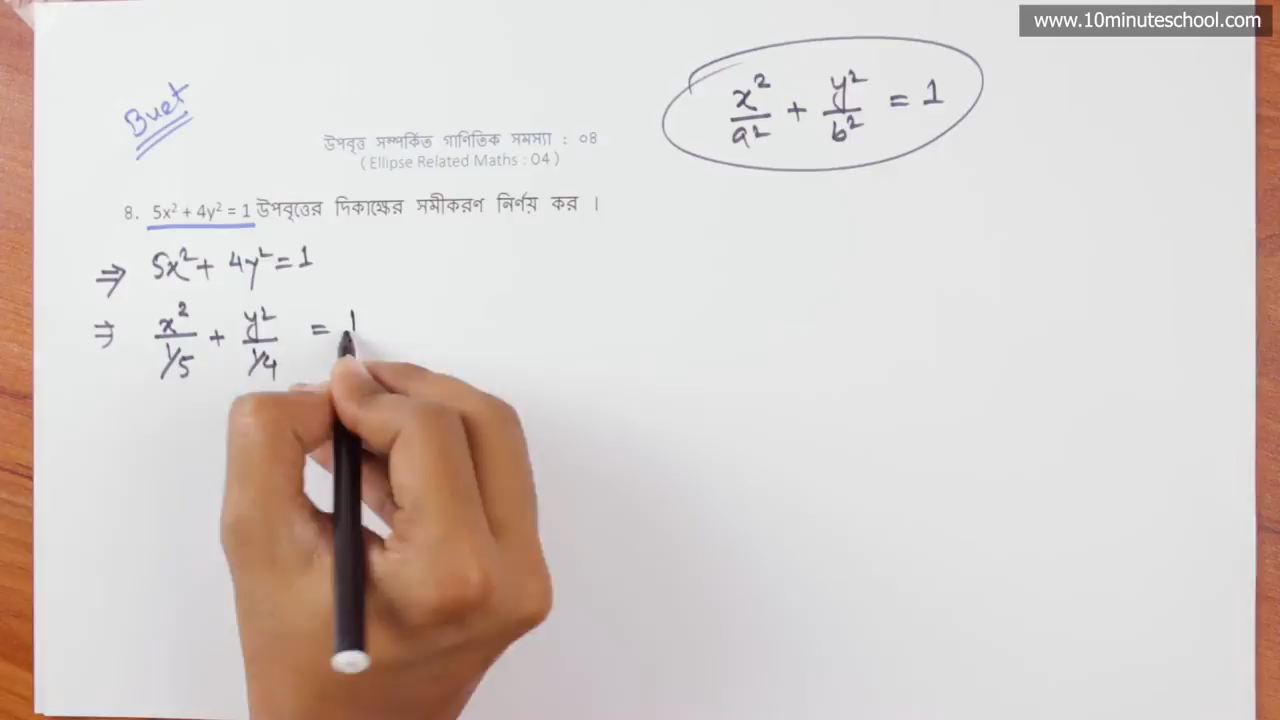 www.10minuteschool.com
Buet
x²/a² + y²/b² = 1
উপবৃত্ত সম্পর্কিত গাণিতিক সমস্যা : ০৪
( Ellipse Related Maths : 04 )
8. 5x² + 4y² = 1 উপবৃত্তের দিকাক্ষের সমীকরণ নির্ণয় কর ।
⇒ 5x² + 4y² = 1
⇒ x²/1/5 + y²/1/4 = 1